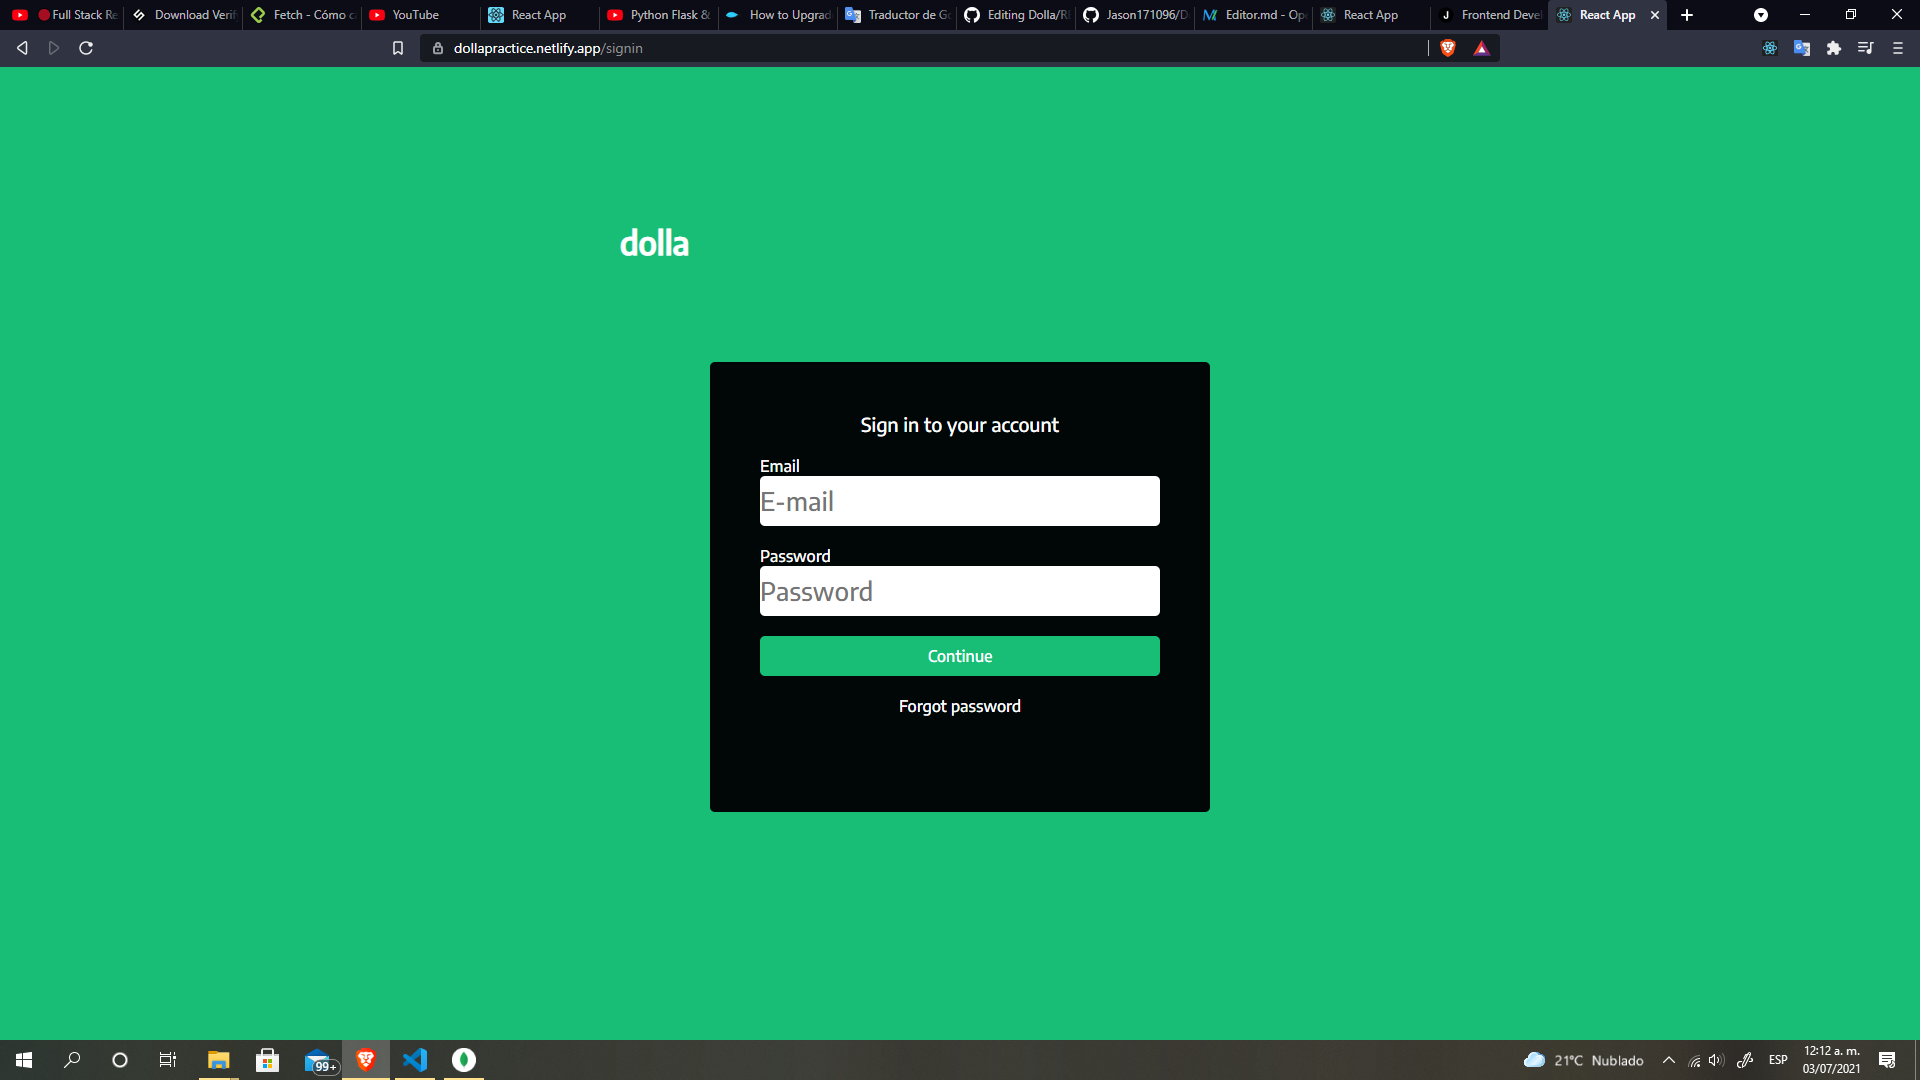 Full Stack Re
Download Verif
Fetch - Cómo c
YouTube
React App
Python Flask &
How to Upgrad
Traductor de Go
Editing Dolla/R
Jason171096/D
Editor.md - Ope
React App
Frontend Devel
React App
dollapractice.netlify.app/signin
dolla
Sign in to your account
Email
E-mail
Password
Password
Continue
Forgot password
99+
21°C Nublado
ESP
12:12 a. m.
03/07/2021